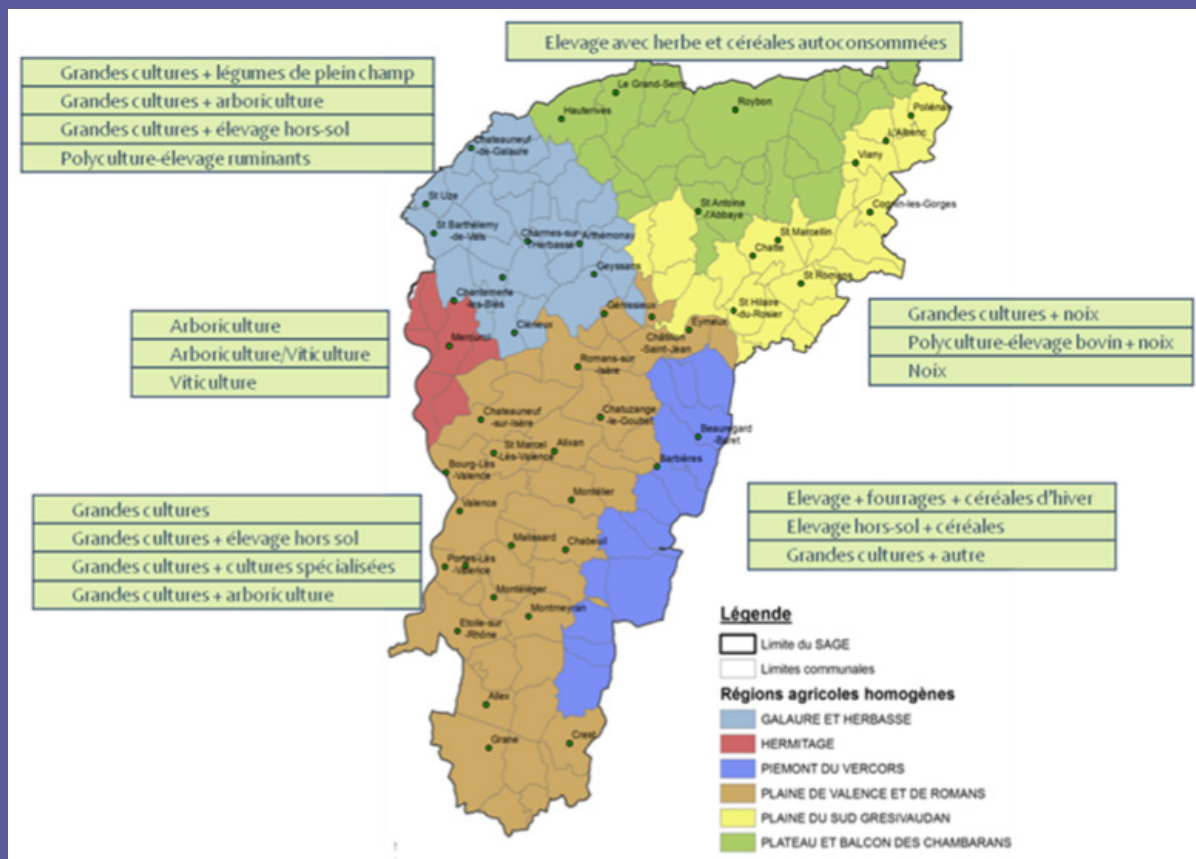 Elevage avec herbe et céréales autoconsommées
Grandes cultures + légumes de plein champ
Grandes cultures + arboriculture
Grandes cultures + élevage hors-sol
Polyculture-élevage ruminants
Le Grand-Serre
Hauterives
Roybon
Poliénas
L'Albenc
Vinay
Chateauneuf
-de-Galaure
St Uze
St Barthélemy
-de-Vals
Charmes-sur
-l'Herbasse
Arthémonay
St Antoine
-l'Abbaye
Cognin-les-Gorges
St Marcellin
Chatte
Geyssans
St Romans
Chantemerle
-les-Blés
Génissieux
St Hilaire
-du-Rosier
Clérieux
Eymeux
Châtillon
-Saint-Jean
Mercurol
Arboriculture
Arboriculture/Viticulture
Viticulture
Grandes cultures + noix
Polyculture-élevage bovin + noix
Noix
Romans-sur
-Isère
Chateauneuf
-sur-Isère
Chatuzange
-le-Goubet
St Marcel
-Lès-Valence
Alixan
Beauregard
-Baret
Barbières
Bourg-Lès
-Valence
Valence
Montélier
Malissard
Chabeuil
Portes-Lès
-Valence
Montéléger
Montmeyran
Etoile-sur
-Rhône
Allex
Grane
Crest
Grandes cultures
Grandes cultures + élevage hors sol
Grandes cultures + cultures spécialisées
Grandes cultures + arboriculture
Elevage + fourrages + céréales d'hiver
Elevage hors-sol + céréales
Grandes cultures + autre
Légende
Limite du SAGE
Limites communales
Régions agricoles homogènes
GALAURE ET HERBASSE
HERMITAGE
PIEMONT DU VERCORS
PLAINE DE VALENCE ET DE ROMANS
PLAINE DU SUD GRESIVAUDAN
PLATEAU ET BALCON DES CHAMBARANS